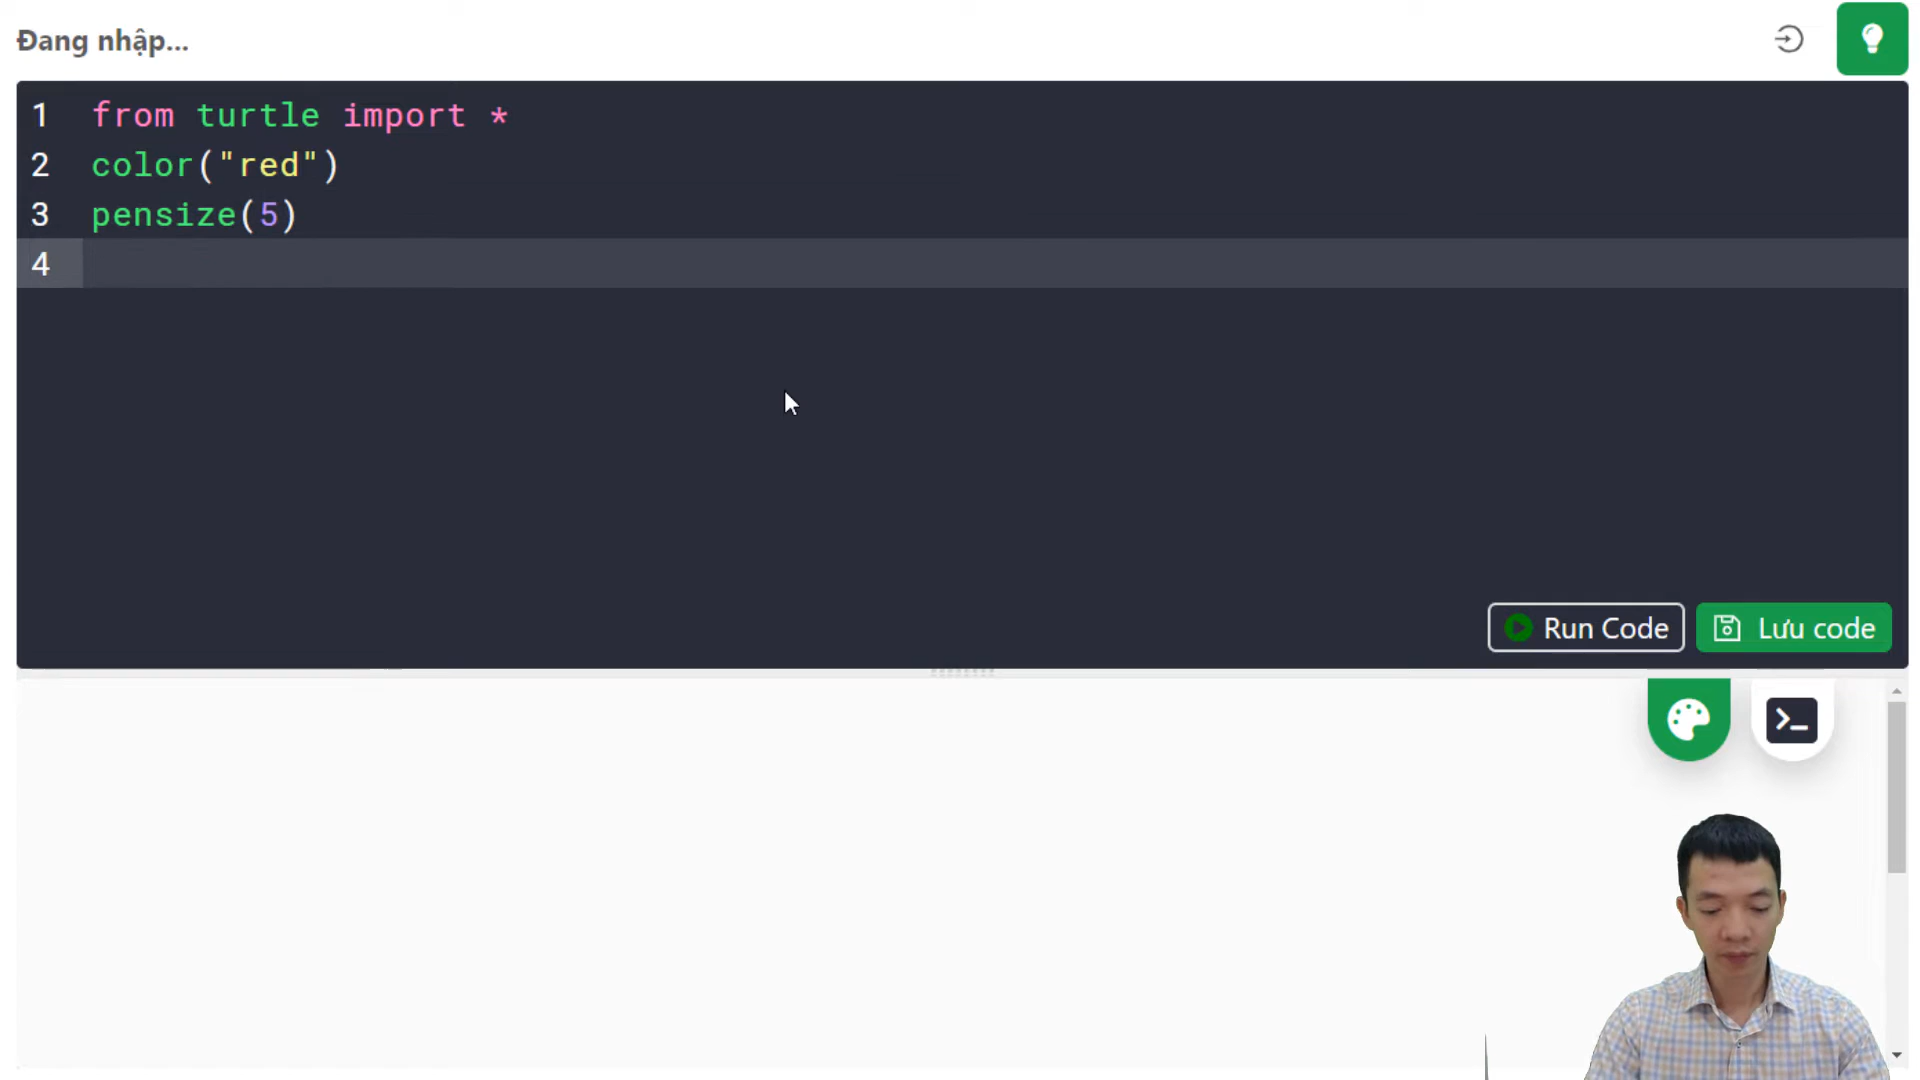 Đang nhập...
1 from turtle import *
2 color("red")
3 pensize(5)
4
Run Code
Lưu code
>_